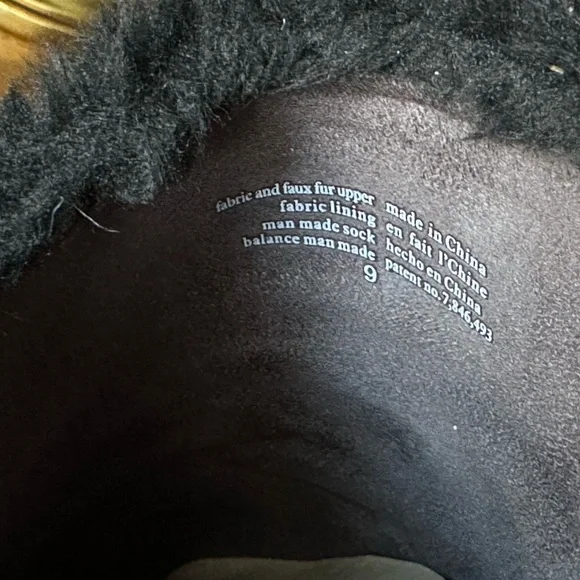 fabric and faux fur upper
fabric lining
man made sock
balance man made
9
made in China
en fait l'Chine
hecho en China
patent no.7,846,493